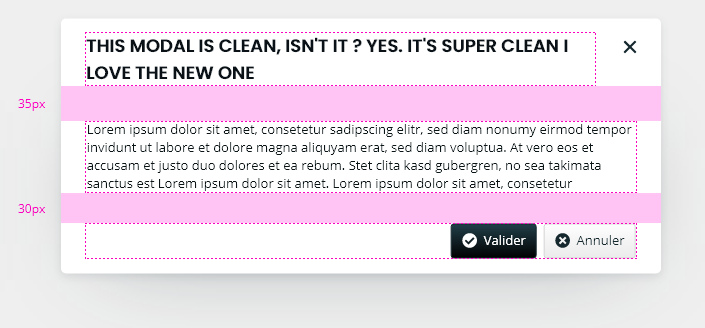 THIS MODAL IS CLEAN, ISN'T IT ? YES. IT'S SUPER CLEAN I
LOVE THE NEW ONE
35px
Lorem ipsum dolor sit amet, consetetur sadipscing elitr, sed diam nonumy eirmod tempor
invidunt ut labore et dolore magna aliquyam erat, sed diam voluptua. At vero eos et
accusam et justo duo dolores et ea rebum. Stet clita kasd gubergren, no sea takimata
sanctus est Lorem ipsum dolor sit amet. Lorem ipsum dolor sit amet, consetetur
30px
Valider Annuler